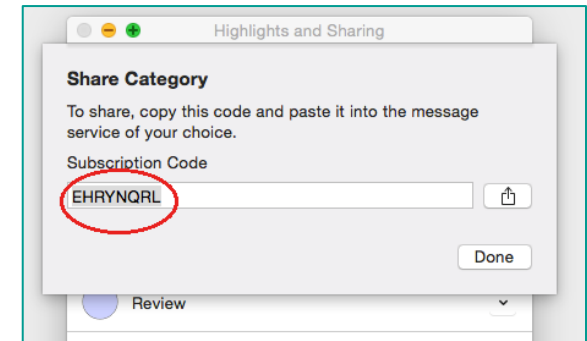 Highlights and Sharing
Share Category
To share, copy this code and paste it into the message
service of your choice.
Subscription Code
EHRYNQRL
Done
Review